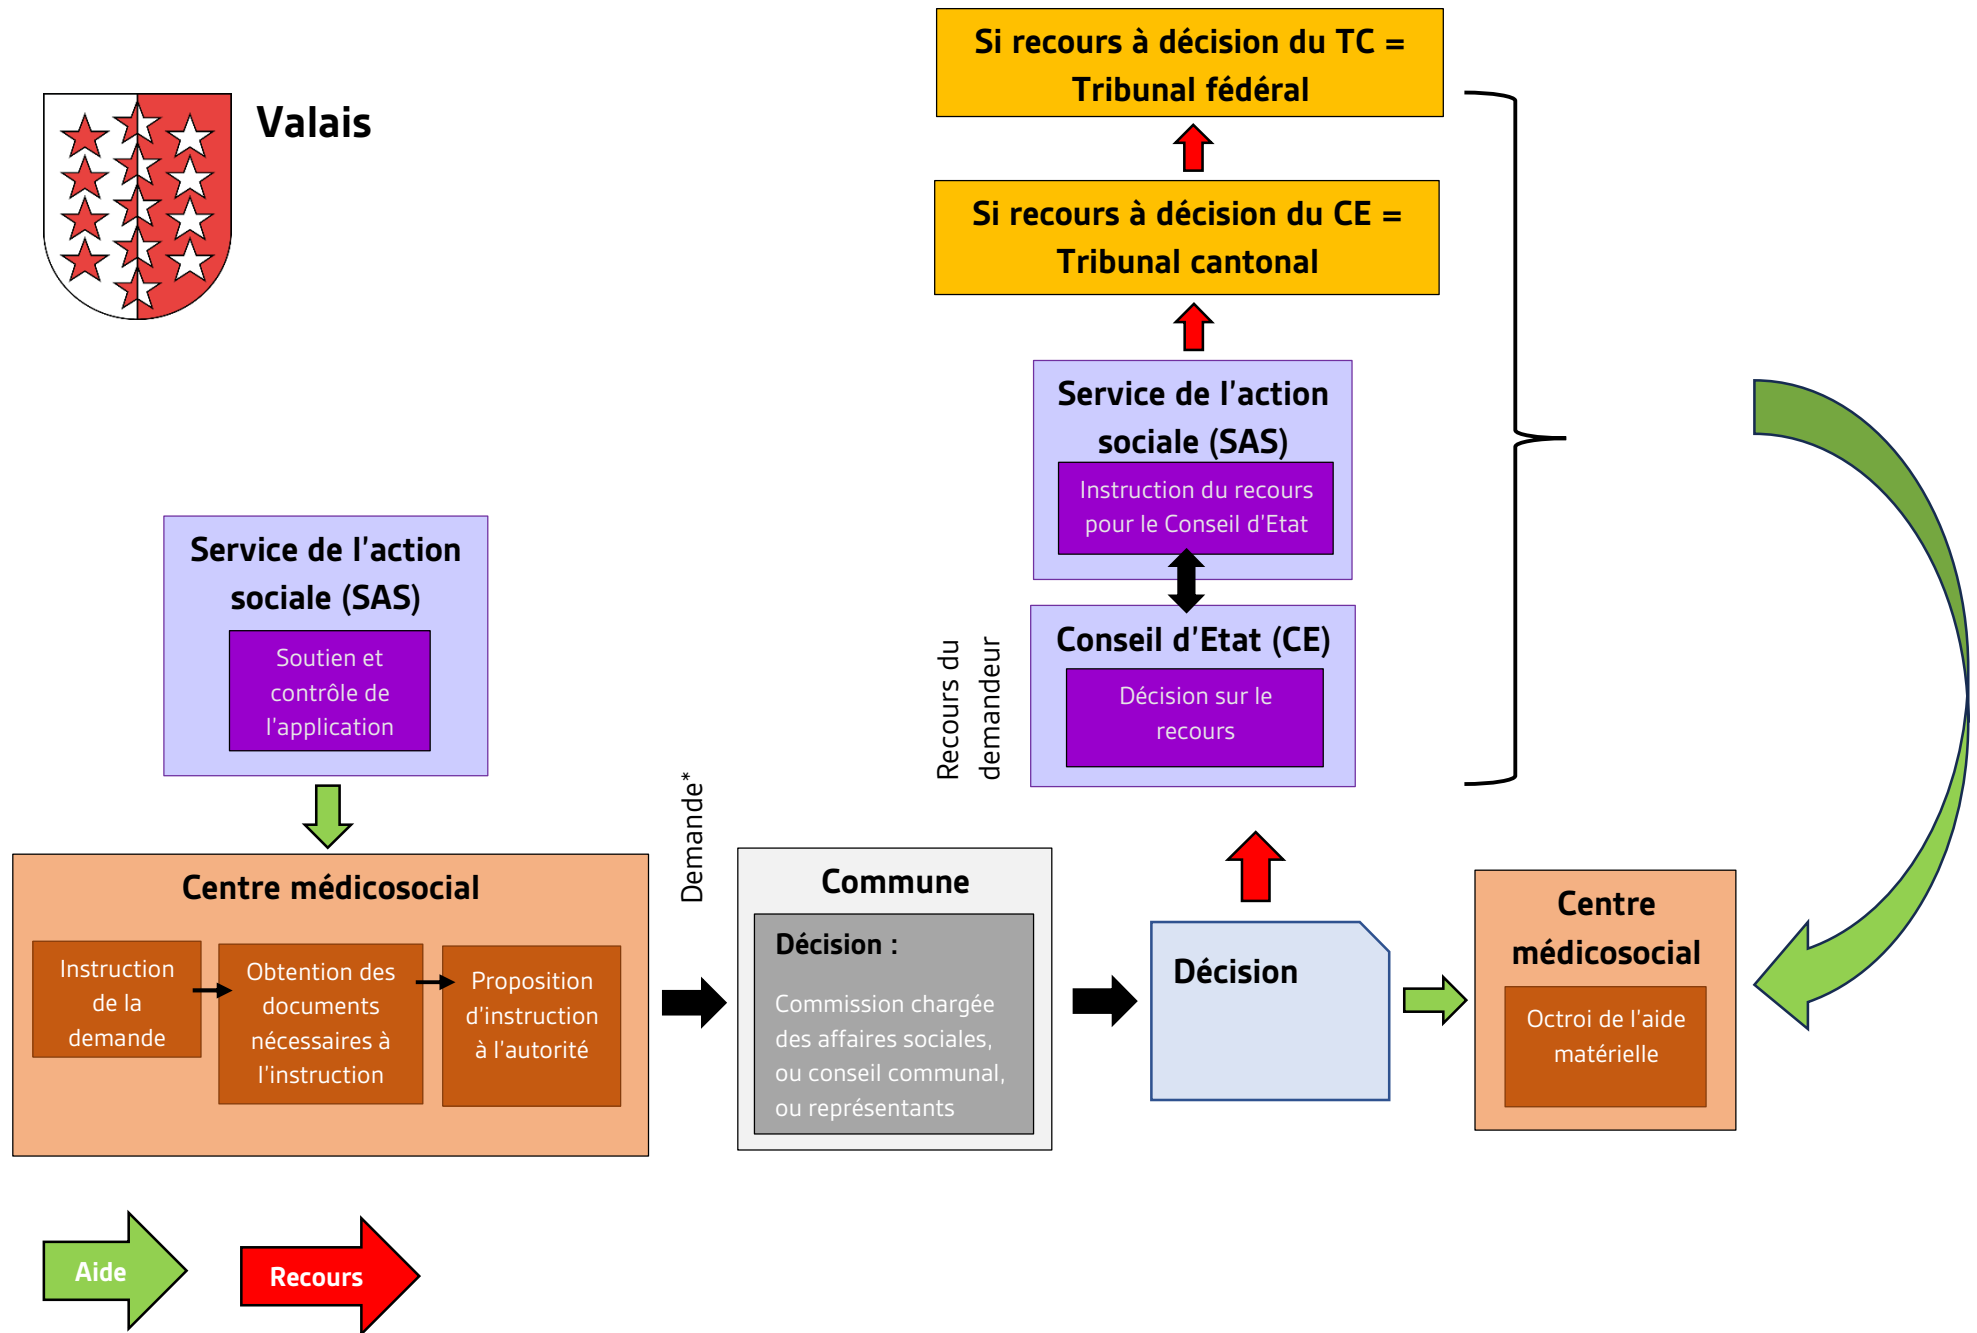 Valais
Si recours à décision du TC =
Tribunal fédéral
Si recours à décision du CE =
Tribunal cantonal
Service de l'action
sociale (SAS)
Instruction du recours
pour le Conseil d'Etat
Conseil d'Etat (CE)
Décision sur le
recours
Recours du
demandeur
Service de l'action
sociale (SAS)
Soutien et
contrôle de
l'application
Centre médicosocial
Instruction
de la
demande
Obtention des
documents
nécessaires à
l'instruction
Proposition
d'instruction
à l'autorité
Demande*
Commune
Décision :
Commission chargée
des affaires sociales,
ou conseil communal,
ou représentants
Décision
Centre
médicosocial
Octroi de l'aide
matérielle
Aide
Recours